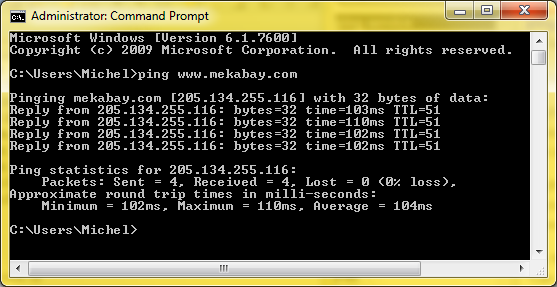 Administrator: Command Prompt
Microsoft Windows [Version 6.1.7600]
Copyright (c) 2009 Microsoft Corporation.  All rights reserved.
C:\Users\Michel>ping www.mekabay.com
Pinging mekabay.com [205.134.255.116] with 32 bytes of data:
Reply from 205.134.255.116: bytes=32 time=103ms TTL=51
Reply from 205.134.255.116: bytes=32 time=110ms TTL=51
Reply from 205.134.255.116: bytes=32 time=102ms TTL=51
Reply from 205.134.255.116: bytes=32 time=102ms TTL=51
Ping statistics for 205.134.255.116:
    Packets: Sent = 4, Received = 4, Lost = 0 (0% loss),
Approximate round trip times in milli-seconds:
    Minimum = 102ms, Maximum = 110ms, Average = 104ms
C:\Users\Michel>